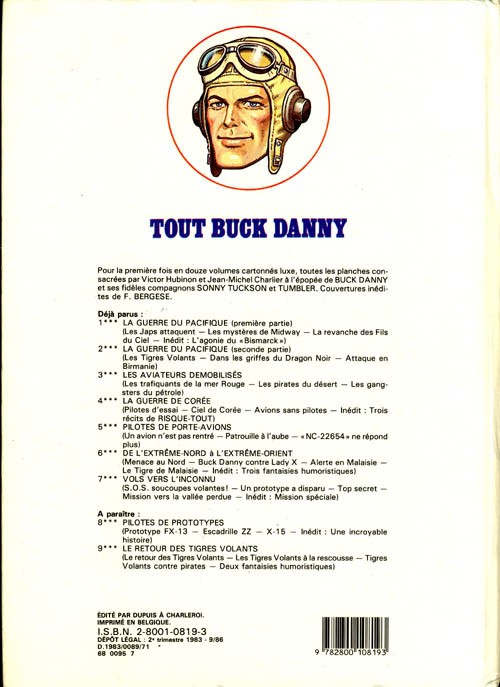 TOUT BUCK DANNY
Pour la première fois en douze volumes cartonnés luxe, toutes les planches con-
sacrées par Victor Hubinon et Jean-Michel Charlier à l'épopée de BUCK DANNY
et ses fidèles compagnons SONNY TUCKSON et TUMBLER. Couvertures inédi-
tes de F. BERGESE.
Déjà parus :
1*** LA GUERRE DU PACIFIQUE (première partie)
(Les Japs attaquent — Les mystères de Midway — La revanche des Fils
du Ciel — Inédit : L'agonie du «Bismarck»)
2*** LA GUERRE DU PACIFIQUE (seconde partie)
(Les Tigres Volants — Dans les griffes du Dragon Noir — Attaque en
Birmanie)
3*** LES AVIATEURS DÉMOBILISÉS
(Les trafiquants de la mer Rouge — Les pirates du désert — Les gang-
sters du pétrole)
4*** LA GUERRE DE CORÉE
(Pilotes d'essai — Ciel de Corée — Avions sans pilotes — Inédit : Trois
récits de RISQUE-TOUT)
5*** PILOTES DE PORTE-AVIONS
(Un avion n'est pas rentré — Patrouille à l'aube — «NC-22654» ne répond
plus)
6*** DE L'EXTRÊME-NORD à L'EXTRÊME-ORIENT
(Menace au Nord — Buck Danny contre Lady X — Alerte en Malaisie —
Le Tigre de Malaisie — Inédit : Trois fantaisies humoristiques)
7*** VOLS VERS L'INCONNU
(S.O.S. soucoupes volantes! — Un prototype a disparu — Top secret —
Mission vers la vallée perdue — Inédit : Mission spéciale)
A paraître :
8*** PILOTES DE PROTOTYPES
(Prototype FX-13 — Escadrille ZZ — X-15 — Inédit : Une incroyable
histoire)
9*** LE RETOUR DES TIGRES VOLANTS
(Le retour des Tigres Volants — Les Tigres Volants à la rescousse — Tigres
Volants contre pirates — Deux fantaisies humoristiques)
ÉDITÉ PAR DUPUIS À CHARLEROI.
IMPRIMÉ EN BELGIQUE.
I.S.B.N. 2-8001-0819-3
DÉPÔT LÉGAL : 2e trimestre 1983 - 9/86
D.1983/0089/71 *
68 0095 7
9 782800 108193